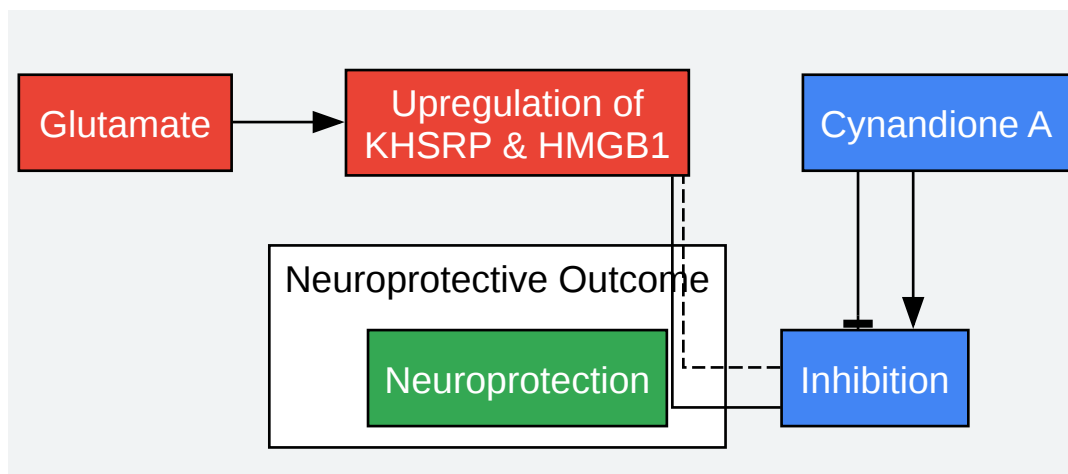 Glutamate
Upregulation of
KHSRP & HMGB1
Cynandione A
Neuroprotective Outcome
Neuroprotection
Inhibition